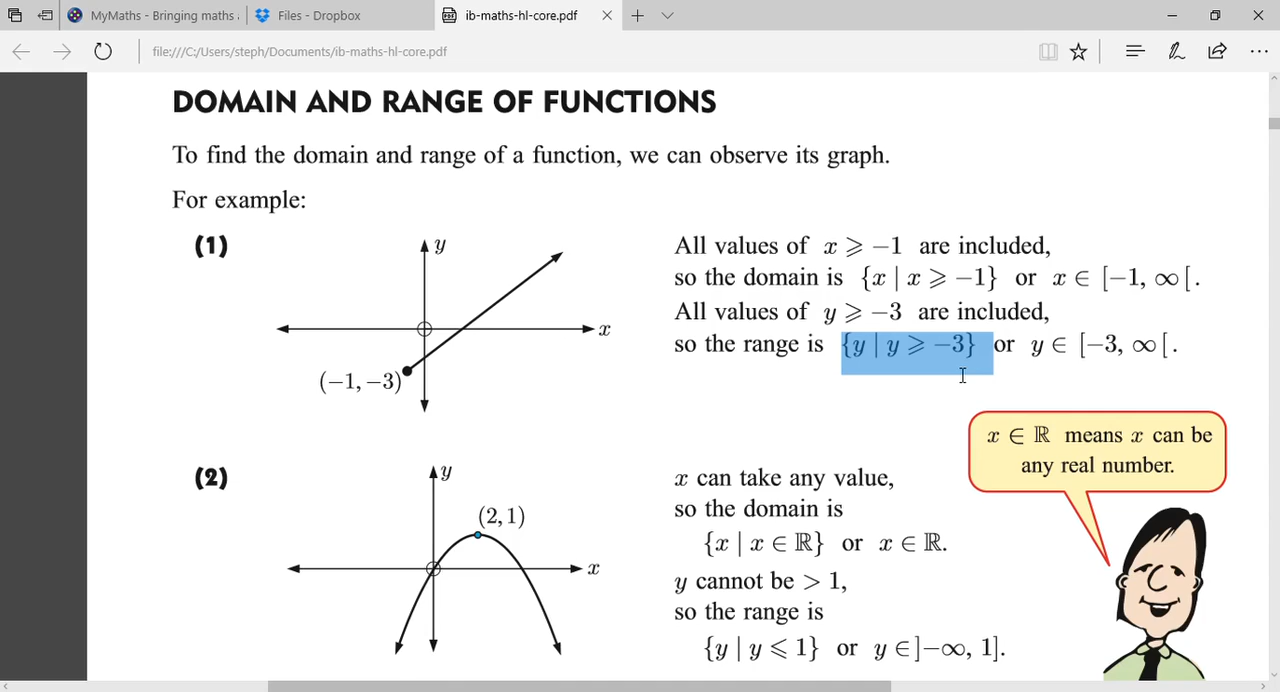 MyMaths - Bringing maths
Files - Dropbox
ib-maths-hl-core.pdf
file:///C:/Users/steph/Documents/ib-maths-hl-core.pdf
DOMAIN AND RANGE OF FUNCTIONS
To find the domain and range of a function, we can observe its graph.
For example:
(1)
y
x
(−1, −3)
All values of x ⩾ −1 are included,
so the domain is {x | x ⩾ −1} or x ∈ [−1, ∞[.
All values of y ⩾ −3 are included,
so the range is {y | y ⩾ −3} or y ∈ [−3, ∞[.
x ∈ ℝ means x can be
any real number.
(2)
y
(2, 1)
x
x can take any value,
so the domain is
{x | x ∈ ℝ} or x ∈ ℝ.
y cannot be > 1,
so the range is
{y | y ⩽ 1} or y ∈ ]−∞, 1].